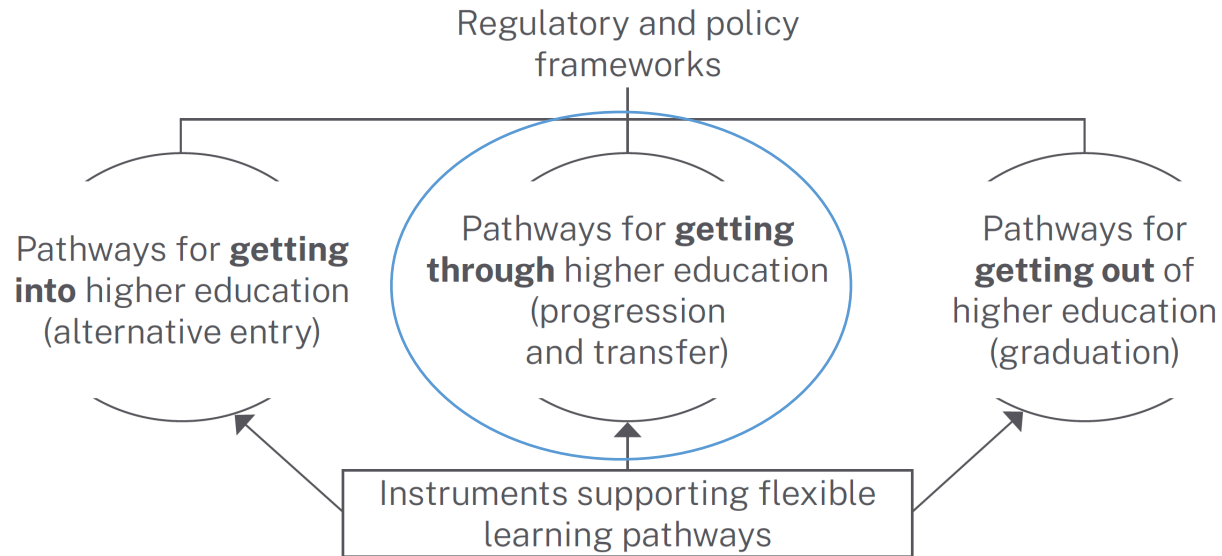 Regulatory and policy
frameworks
Pathways for getting
into higher education
(alternative entry)
Pathways for getting
through higher education
(progression
and transfer)
Pathways for
getting out of
higher education
(graduation)
Instruments supporting flexible
learning pathways